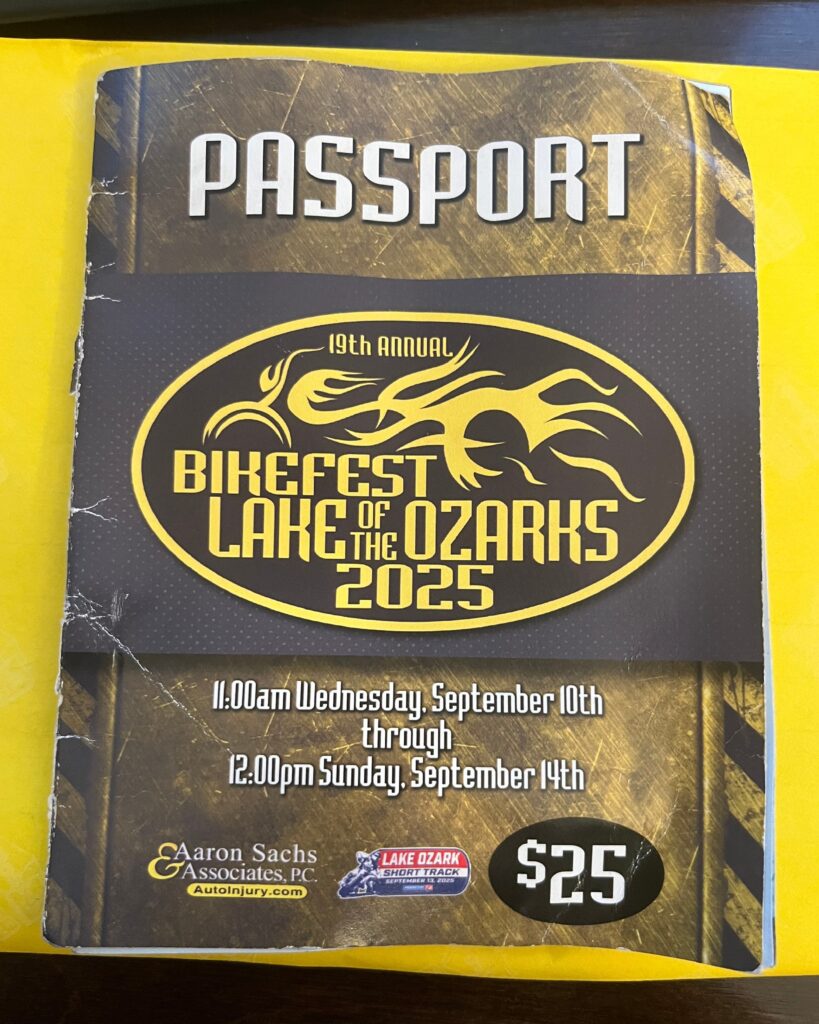 PASSPORT
19th ANNUAL
BIKEFEST
LAKE OF THE OZARKS
2025
11:00am Wednesday, September 10th
through
12:00pm Sunday, September 14th
Aaron Sachs
& Associates, P.C.
AutoInjury.com
LAKE OZARK
SHORT TRACK
SEPTEMBER 13, 2025
$25